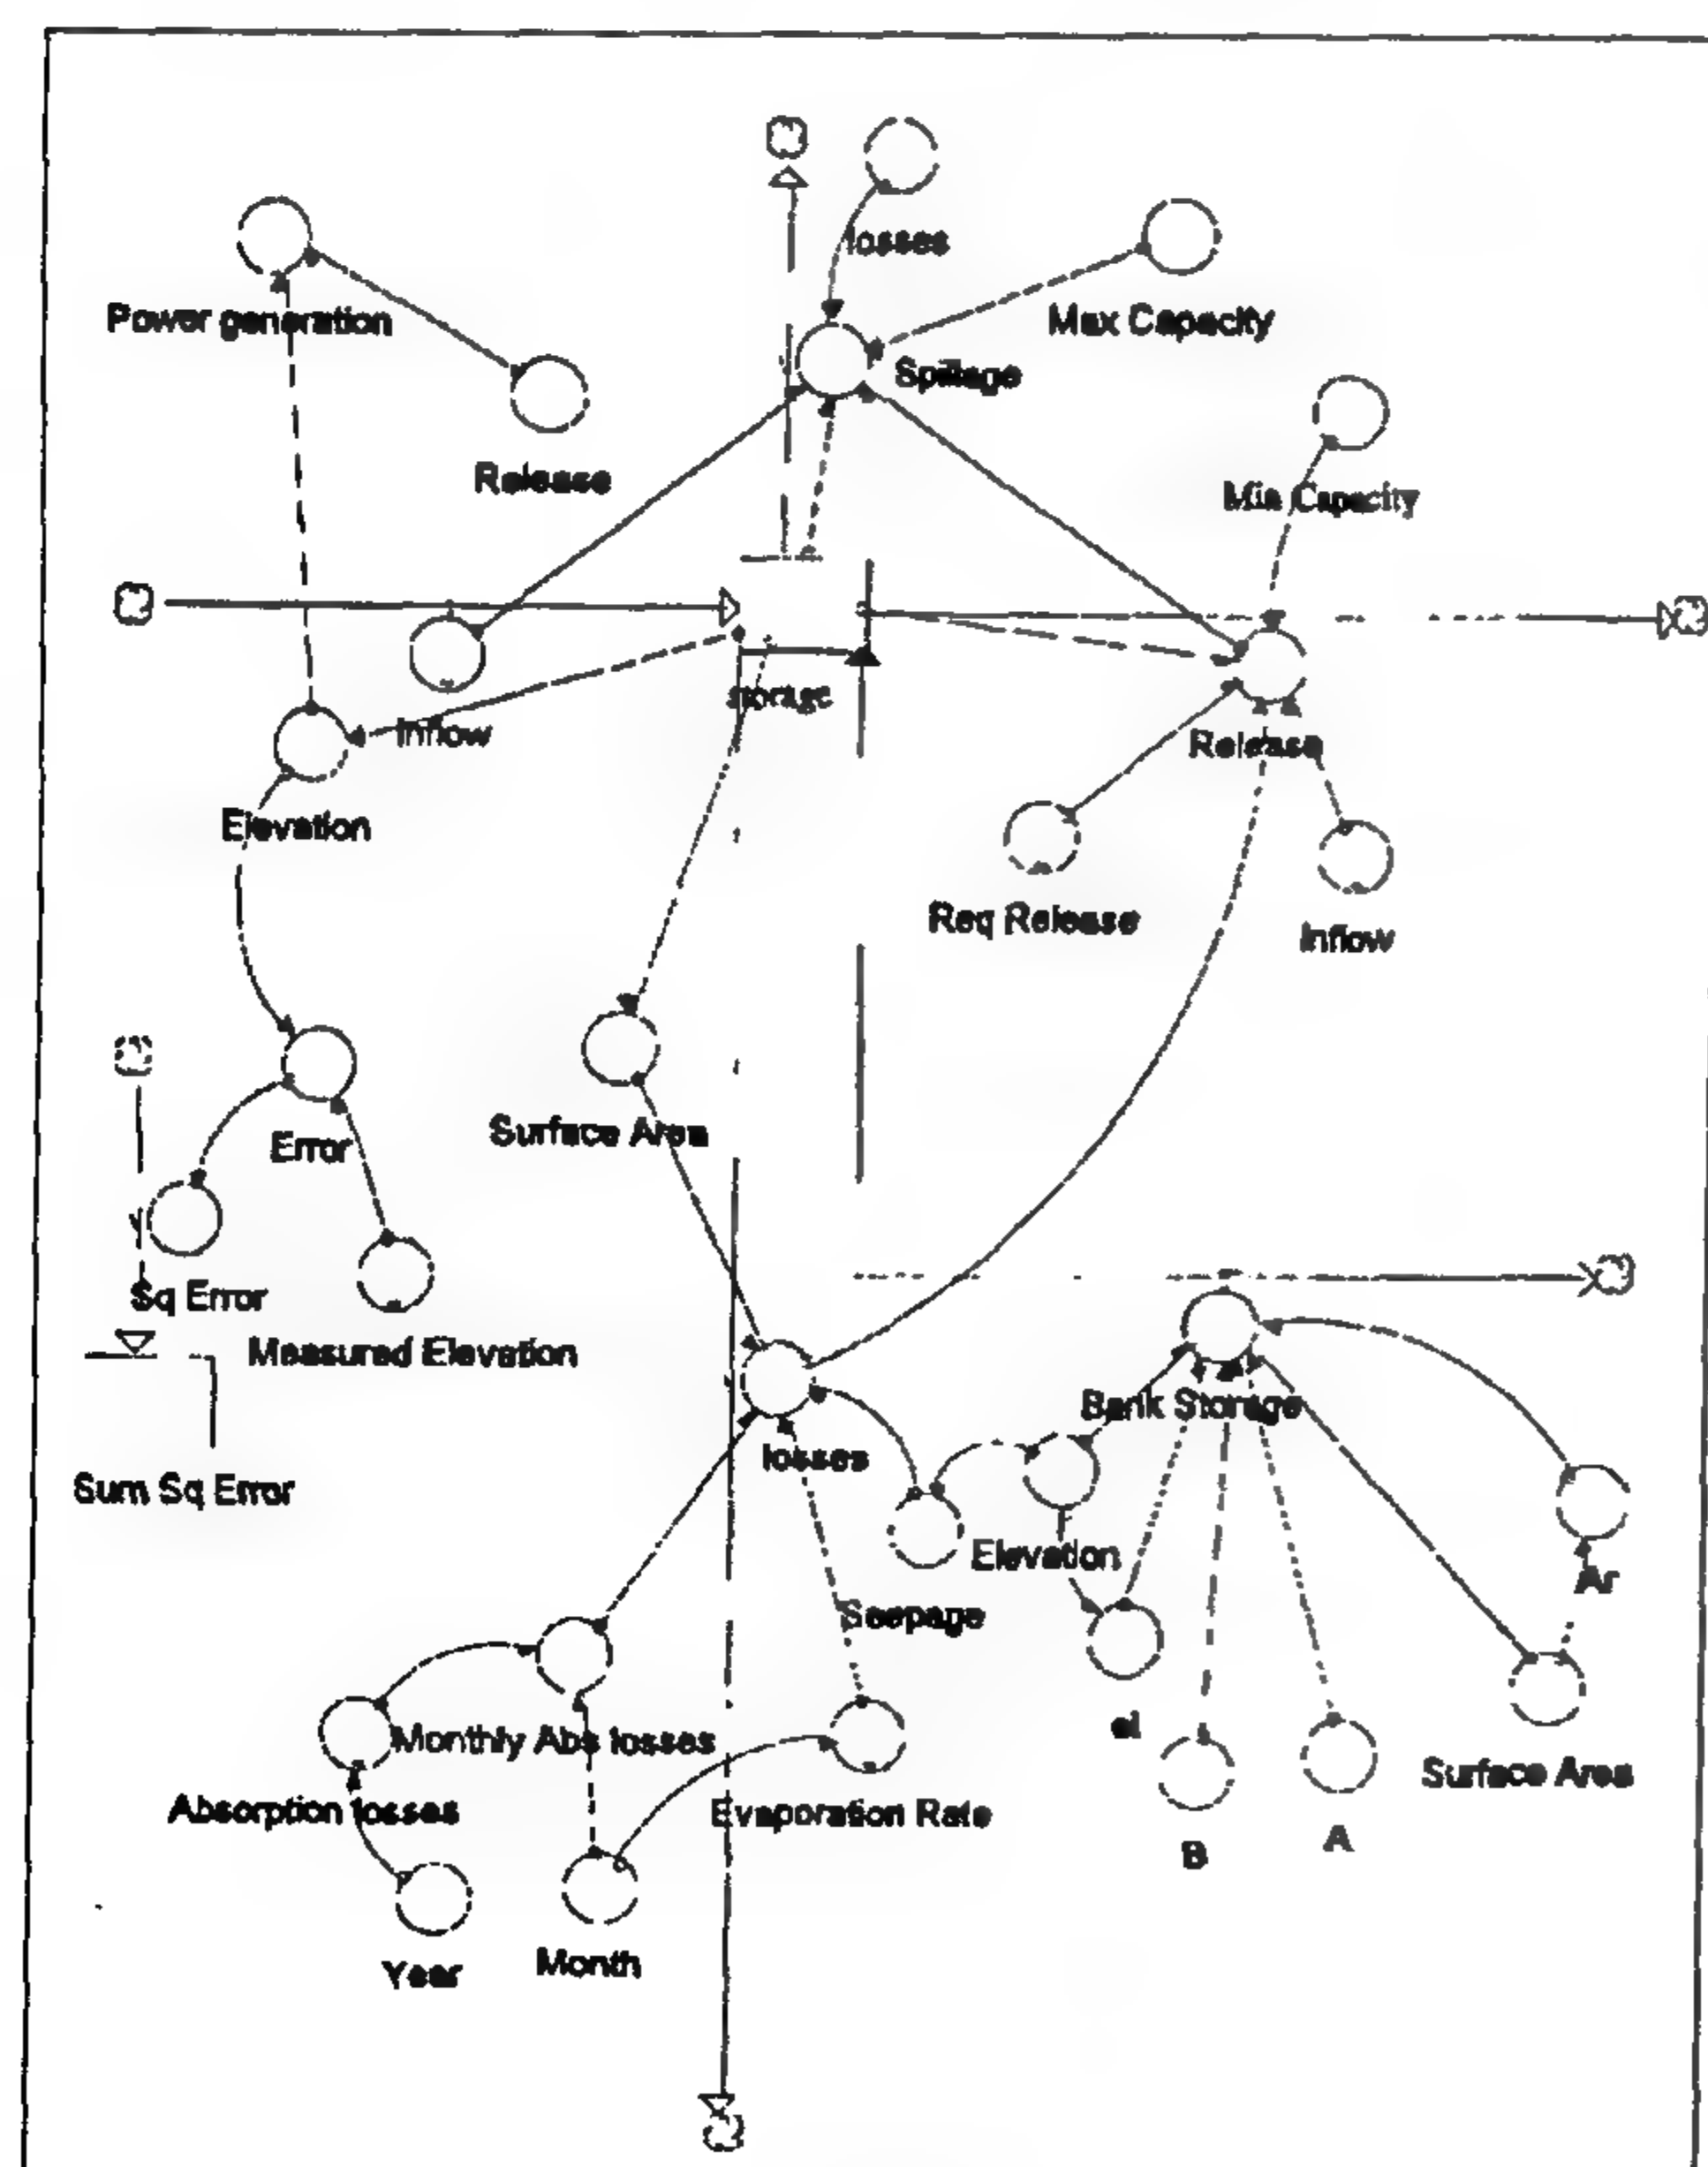 losses
Power generation
Max Capacity
Spillage
Release
Min Capacity
storage
Inflow
Release
Elevation
Req Release
Inflow
Surface Area
Error
Sq Error
Measured Elevation
Bank Storage
losses
Sum Sq Error
Elevation
Ar
Seepage
el
Monthly Abs losses
Surface Area
Absorption losses
Evaporation Rate
A
B
Year
Month